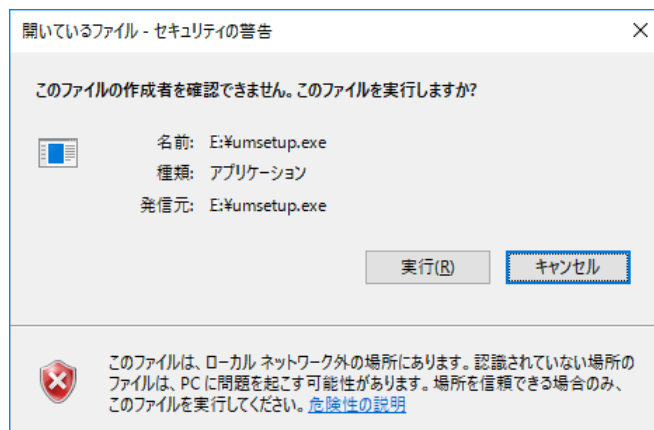 開いているファイル - セキュリティの警告
このファイルの作成者を確認できません。このファイルを実行しますか?
名前: E:¥umsetup.exe
種類: アプリケーション
発信元: E:¥umsetup.exe
実行(R) キャンセル
このファイルは、ローカル ネットワーク外の場所にあります。認識されていない場所の
ファイルは、PC に問題を起こす可能性があります。場所を信頼できる場合のみ、
このファイルを実行してください。危険性の説明